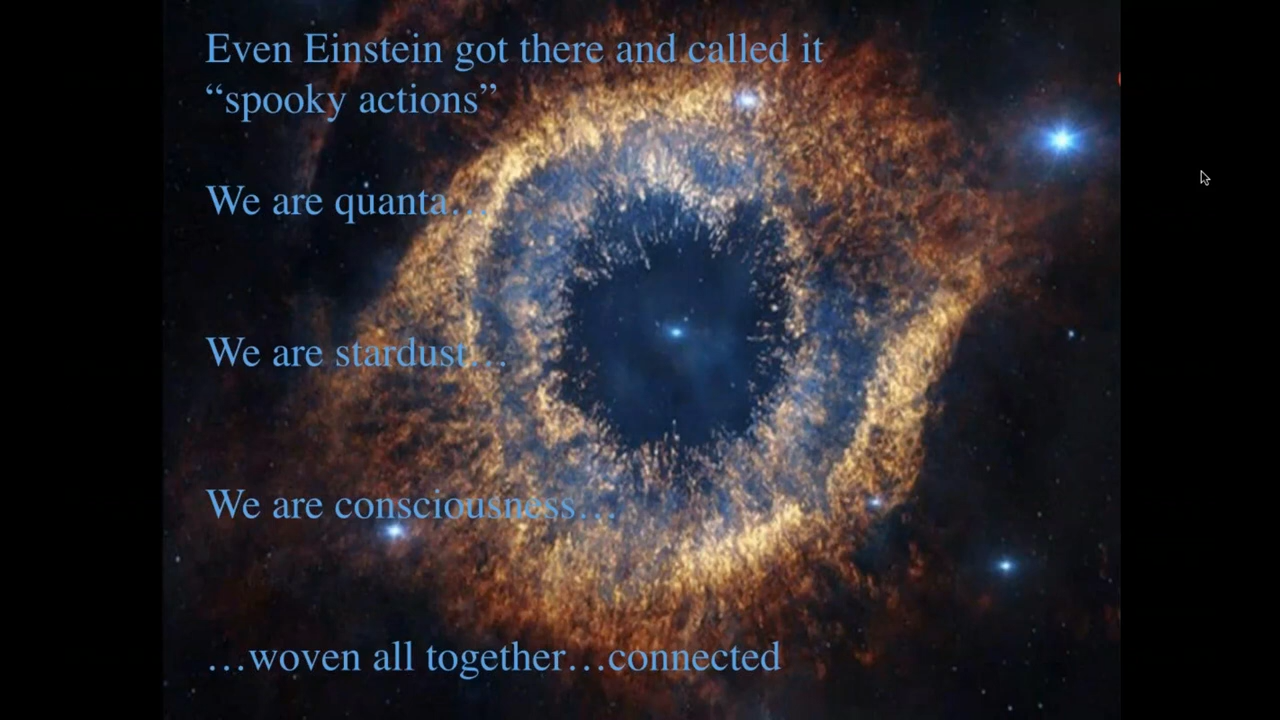 Even Einstein got there and called it
“spooky actions”
We are quanta…
We are stardust…
We are consciousness…
…woven all together…connected